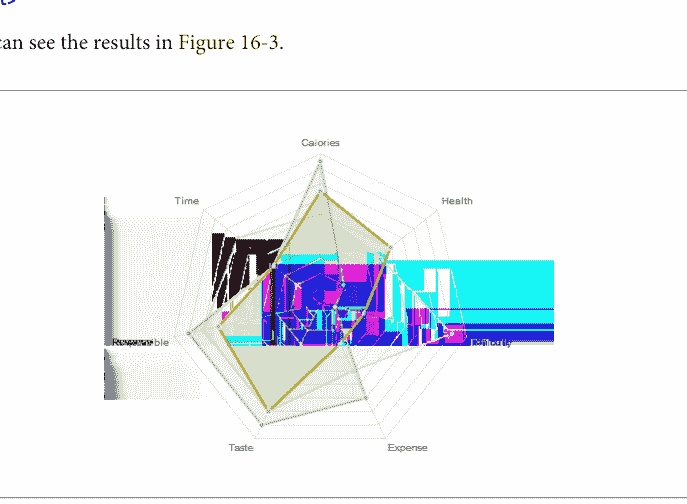 can see the results in Figure 16-3.
Calories
Time
Health
Taste
Expense